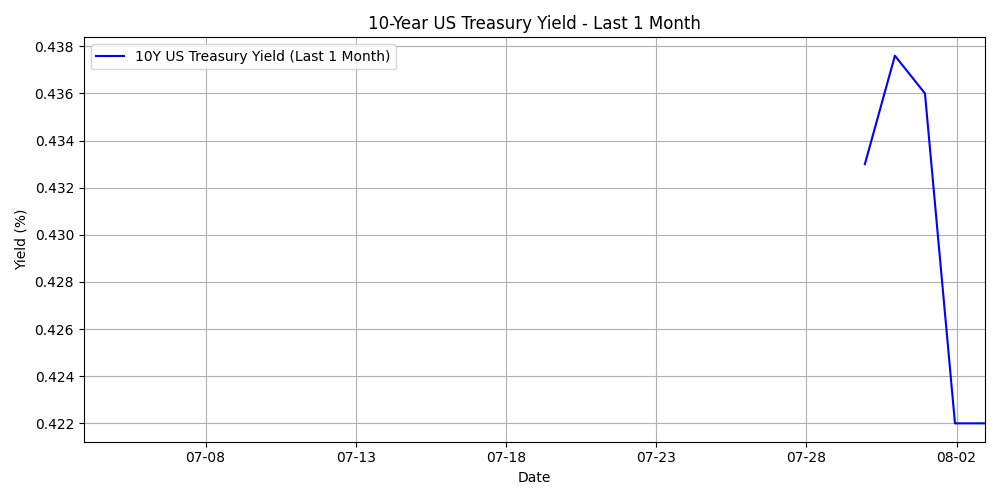 10-Year US Treasury Yield - Last 1 Month
10Y US Treasury Yield (Last 1 Month)
Yield (%)
0.438
0.436
0.434
0.432
0.430
0.428
0.426
0.424
0.422
07-08 07-13 07-18 07-23 07-28 08-02
Date